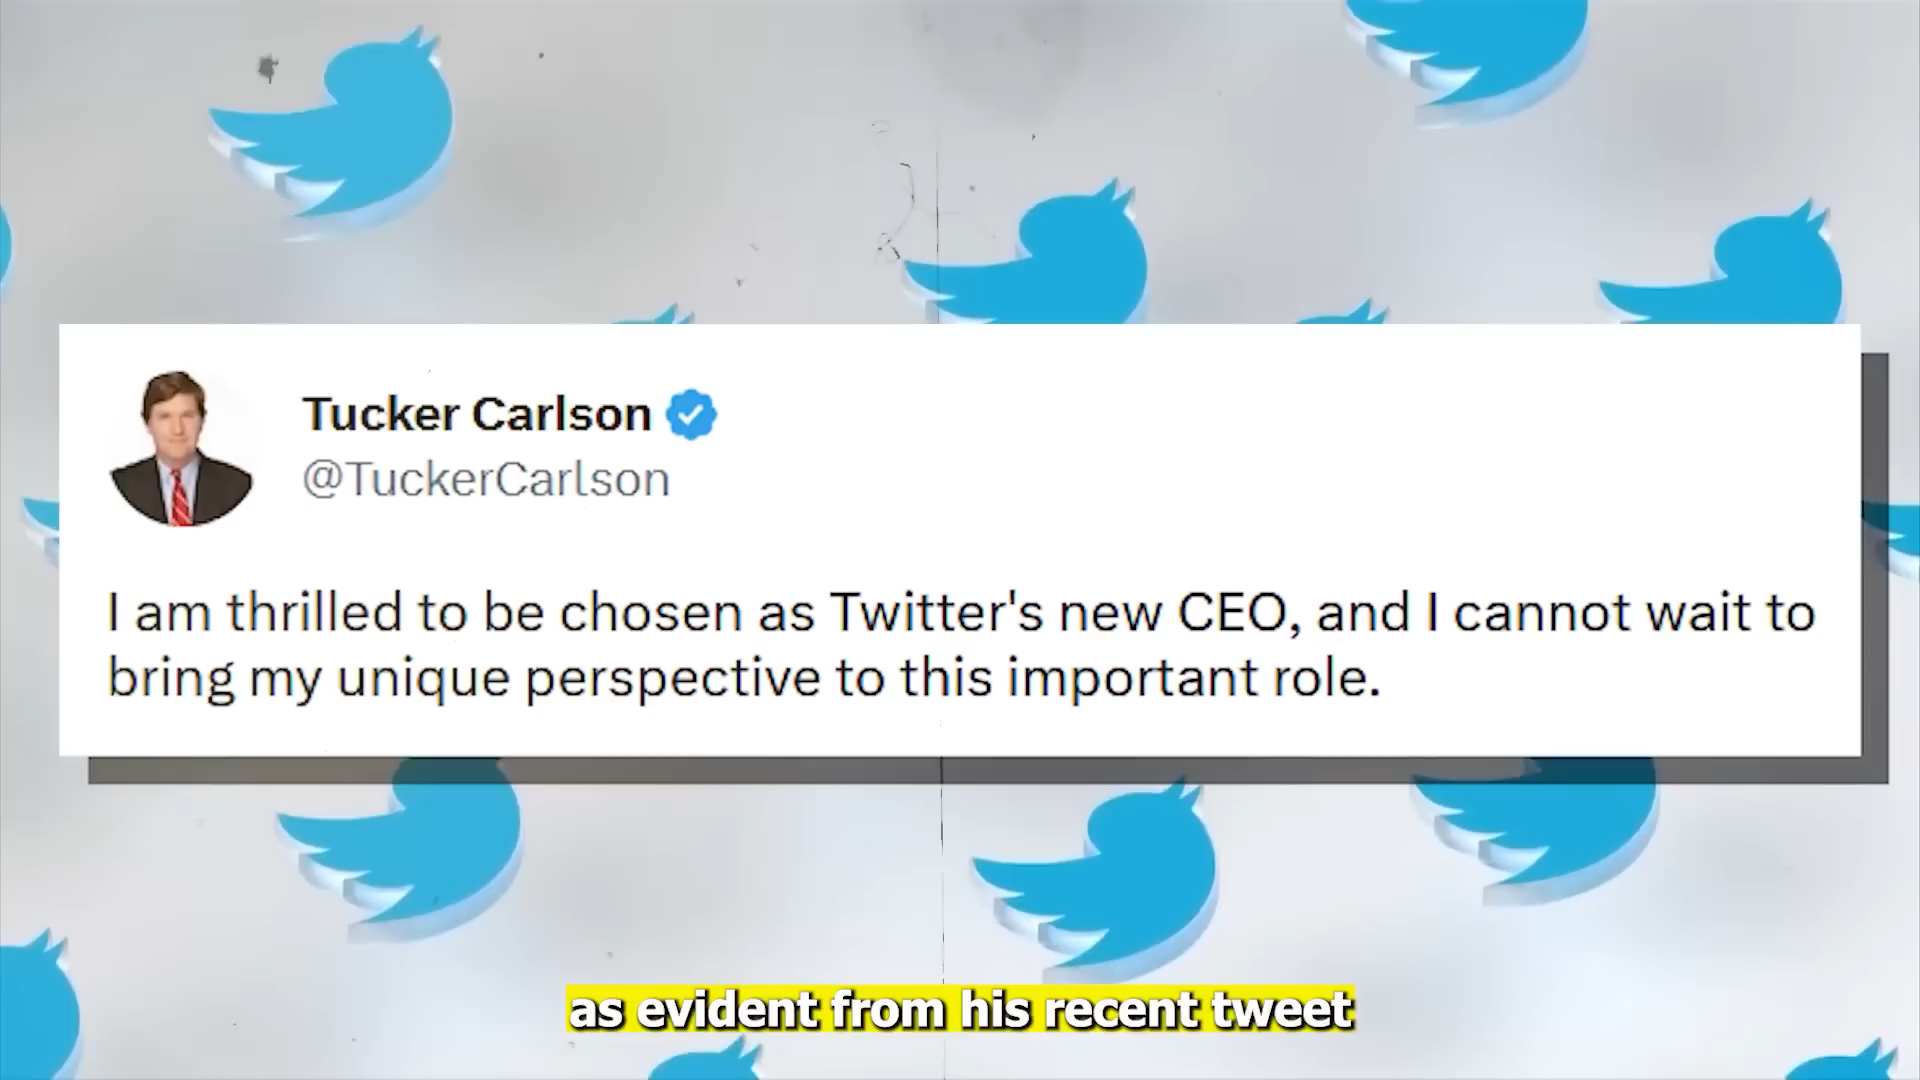 Tucker Carlson
@TuckerCarlson
I am thrilled to be chosen as Twitter's new CEO, and I cannot wait to
bring my unique perspective to this important role.
as evident from his recent tweet